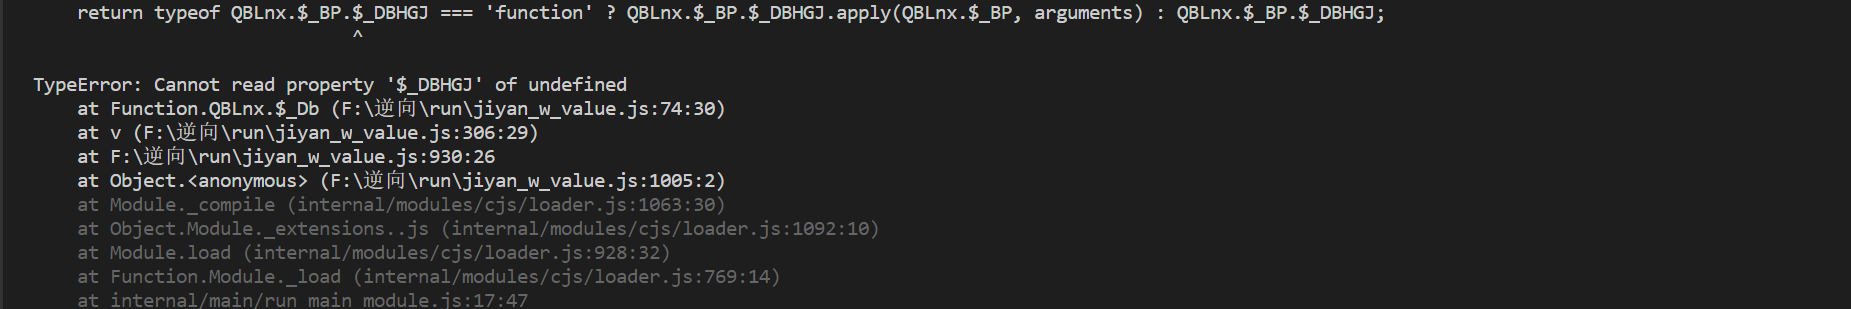 return typeof QBLnx.$_BP.$_DBHGJ === 'function' ? QBLnx.$_BP.$_DBHGJ.apply(QBLnx.$_BP, arguments) : QBLnx.$_BP.$_DBHGJ;
^
TypeError: Cannot read property '$_DBHGJ' of undefined
at Function.QBLnx.$_Db (F:\逆向\run\jiyan_w_value.js:74:30)
at v (F:\逆向\run\jiyan_w_value.js:306:29)
at F:\逆向\run\jiyan_w_value.js:930:26
at Object.<anonymous> (F:\逆向\run\jiyan_w_value.js:1005:2)
at Module._compile (internal/modules/cjs/loader.js:1063:30)
at Object.Module._extensions..js (internal/modules/cjs/loader.js:1092:10)
at Module.load (internal/modules/cjs/loader.js:928:32)
at Function.Module._load (internal/modules/cjs/loader.js:769:14)
at internal/main/run_main_module.js:17:47